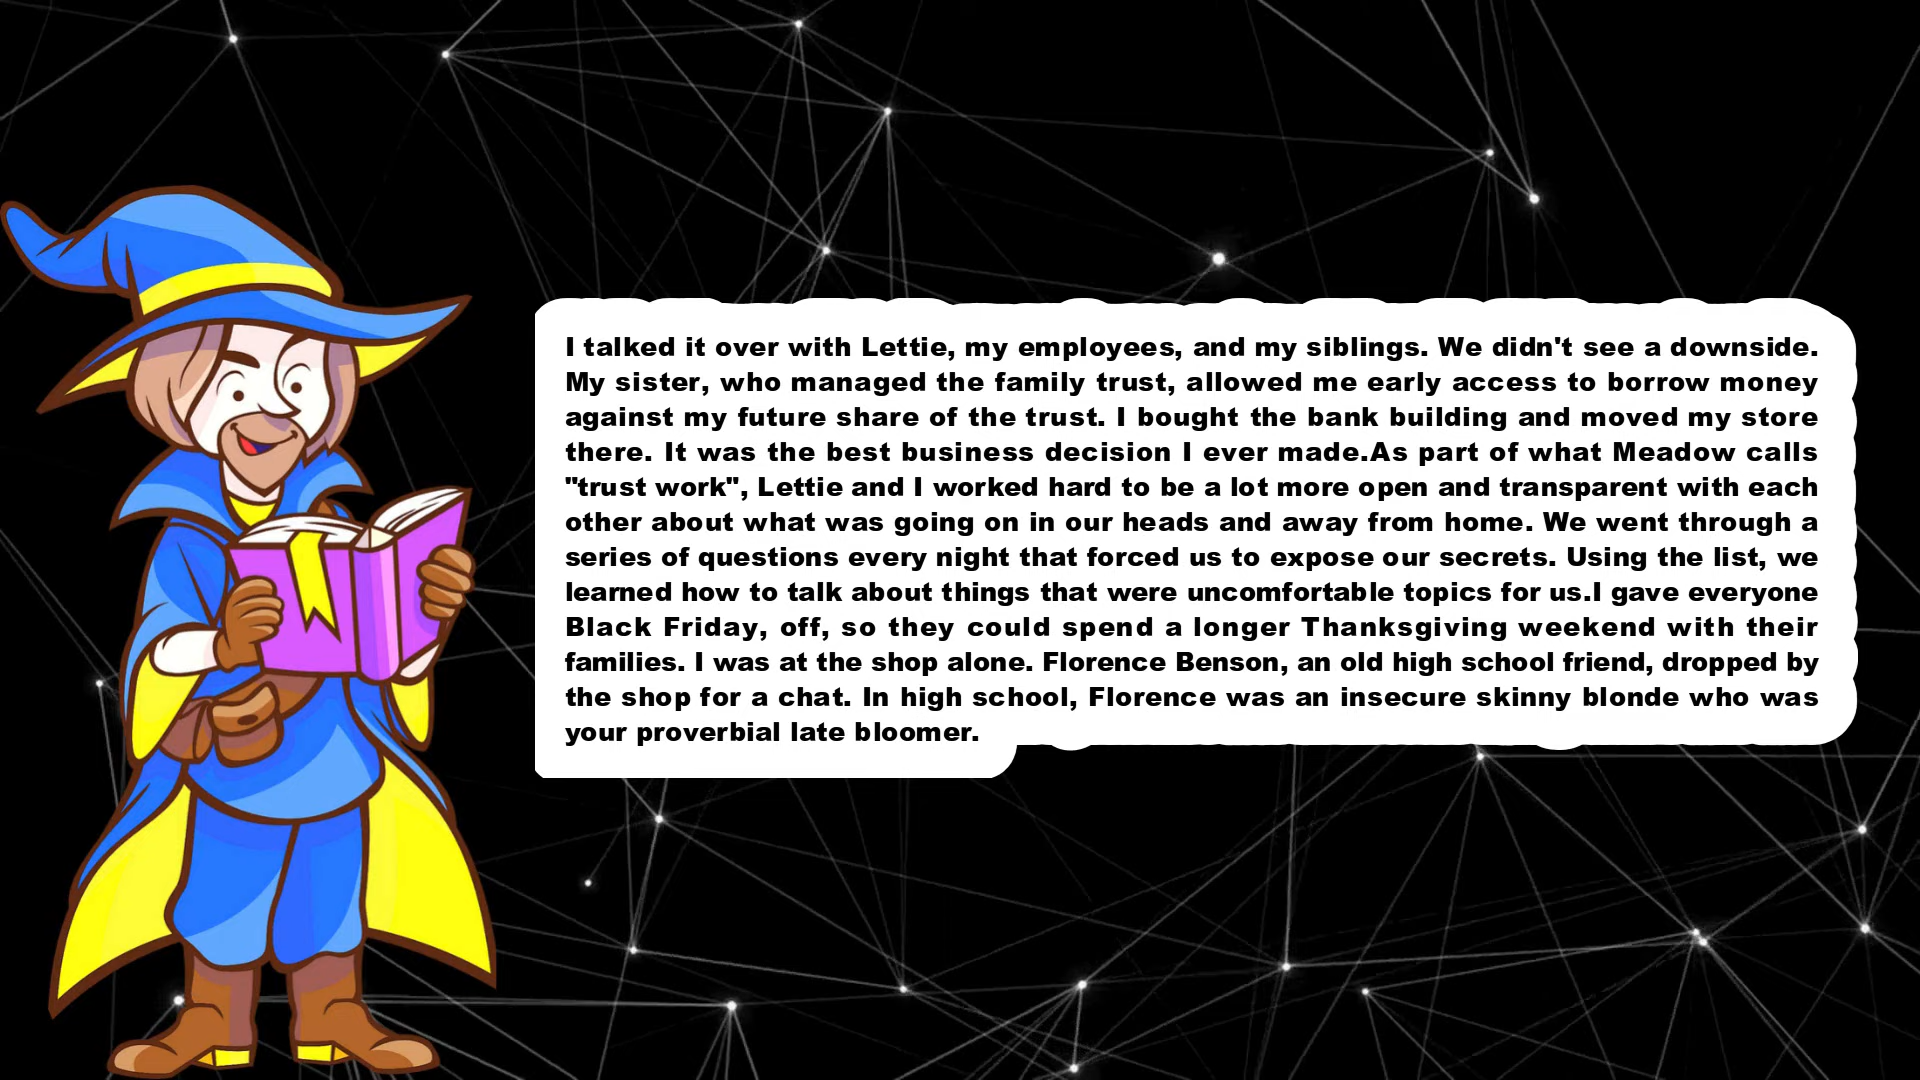 I talked it over with Lettie, my employees, and my siblings. We didn't see a downside.
My sister, who managed the family trust, allowed me early access to borrow money
against my future share of the trust. I bought the bank building and moved my store
there. It was the best business decision I ever made.As part of what Meadow calls
"trust work", Lettie and I worked hard to be a lot more open and transparent with each
other about what was going on in our heads and away from home. We went through a
series of questions every night that forced us to expose our secrets. Using the list, we
learned how to talk about things that were uncomfortable topics for us.I gave everyone
Black Friday, off, so they could spend a longer Thanksgiving weekend with their
families. I was at the shop alone. Florence Benson, an old high school friend, dropped by
the shop for a chat. In high school, Florence was an insecure skinny blonde who was
your proverbial late bloomer.